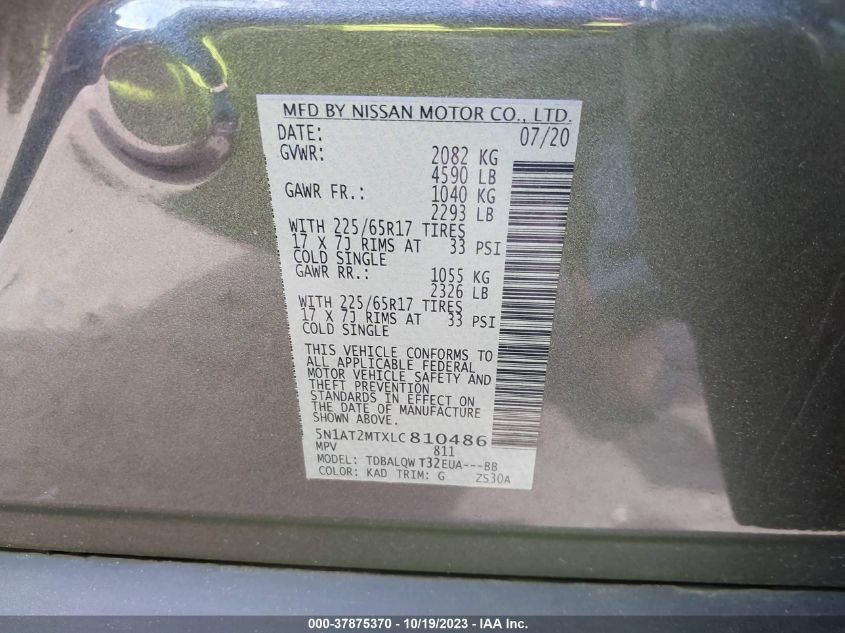 MFD BY NISSAN MOTOR CO., LTD.
DATE: 07/20
GVWR: 2082 KG
4590 LB
GAWR FR.: 1040 KG
2293 LB
WITH 225/65R17 TIRES
17 X 7J RIMS AT 33 PSI
COLD SINGLE
GAWR RR.: 1055 KG
2326 LB
WITH 225/65R17 TIRES
17 X 7J RIMS AT 33 PSI
COLD SINGLE
THIS VEHICLE CONFORMS TO
ALL APPLICABLE FEDERAL
MOTOR VEHICLE SAFETY AND
THEFT PREVENTION
STANDARDS IN EFFECT ON
THE DATE OF MANUFACTURE
SHOWN ABOVE.
5N1AT2MTXLC810486
MPV 811
MODEL: TDBALQW T32EUA---BB
COLOR: KAD TRIM: G ZS30A
000-37875370 - 10/19/2023 - IAA Inc.